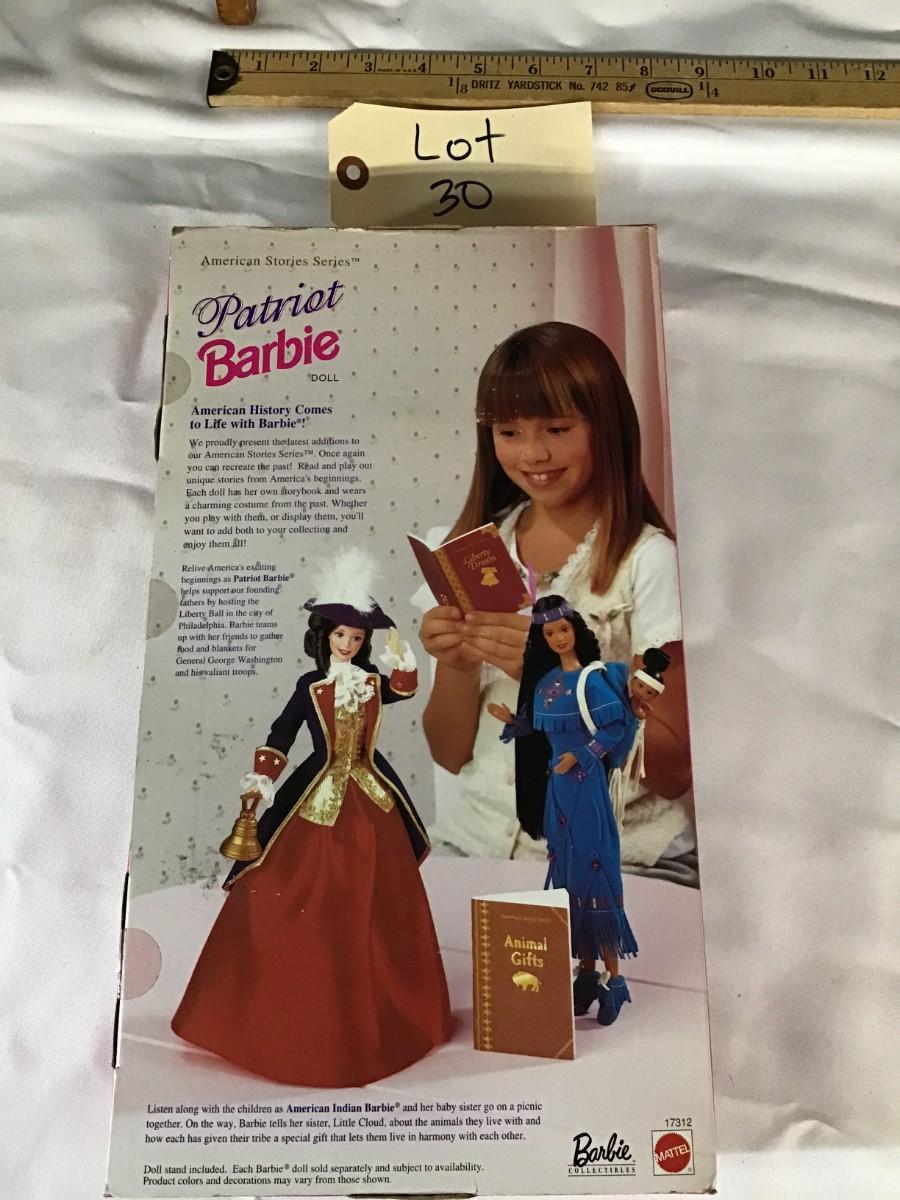 1 2 3 MADE IN U.S.A. 4 5 6 7 8 9 10 11 12
1/8 DRITZ YARDSTICK No. 742 85¢ SCOVILL 1/4
Lot
30
American Stories Series™
Patriot
Barbie
DOLL
American History Comes
to Life with Barbie®!
We proudly present the latest additions to
our American Stories Series™. Once again
you can recreate the past! Read and play out
unique stories from America's beginnings.
Each doll has her own storybook and wears
a charming costume from the past. Whether
you play with them, or display them, you'll
want to add both to your collection and
enjoy them all!
Relive America's exciting
beginnings as Patriot Barbie®
helps support our founding
fathers by hosting the
Liberty Ball in the city of
Philadelphia. Barbie teams
up with her friends to gather
food and blankets for
General George Washington
and his valiant troops.
Liberty
Dream
Animal
Gifts
Listen along with the children as American Indian Barbie® and her baby sister go on a picnic
together. On the way, Barbie tells her sister, Little Cloud, about the animals they live with and
how each has given their tribe a special gift that lets them live in harmony with each other.
Doll stand included. Each Barbie® doll sold separately and subject to availability.
Product colors and decorations may vary from those shown.
Barbie
COLLECTIBLES
17312
MATTEL